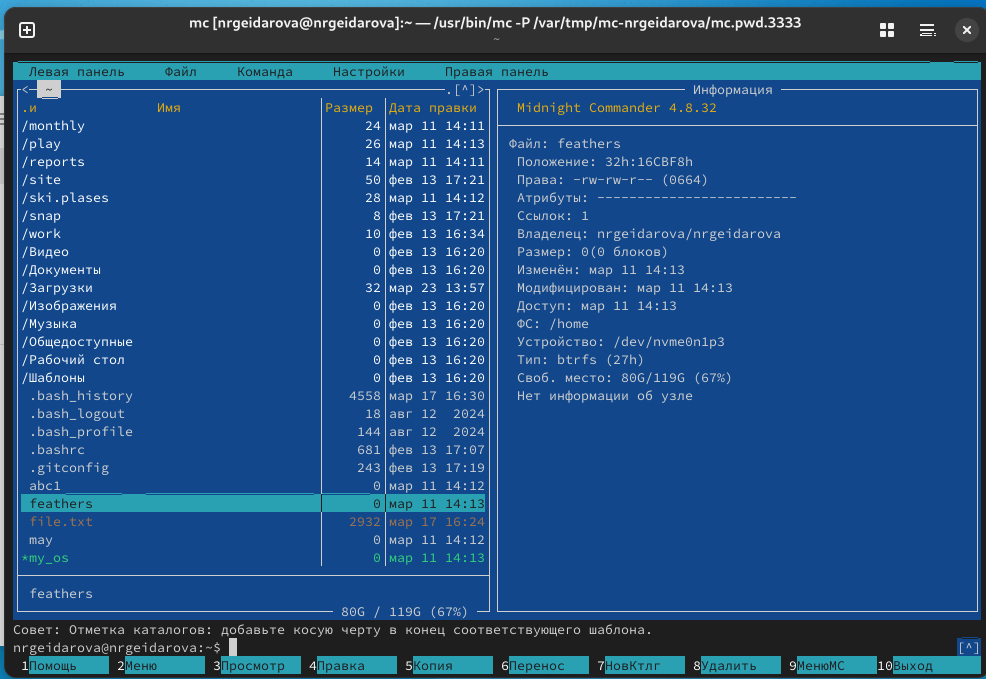 mc [nrgeidarova@nrgeidarova]:~ — /usr/bin/mc -P /var/tmp/mc-nrgeidarova/mc.pwd.3333
~
Левая панель Файл Команда Настройки Правая панель
<─ ~ .[^]>
.и Имя Размер Дата правки
/monthly 24 мар 11 14:11
/play 26 мар 11 14:13
/reports 14 мар 11 14:11
/site 50 фев 13 17:21
/ski.plases 28 мар 11 14:12
/snap 8 фев 13 17:21
/work 10 фев 13 16:34
/Видео 0 фев 13 16:20
/Документы 0 фев 13 16:20
/Загрузки 32 мар 23 13:57
/Изображения 0 фев 13 16:20
/Музыка 0 фев 13 16:20
/Общедоступные 0 фев 13 16:20
/Рабочий стол 0 фев 13 16:20
/Шаблоны 0 фев 13 16:20
.bash_history 4558 мар 17 16:30
.bash_logout 18 авг 12 2024
.bash_profile 144 авг 12 2024
.bashrc 681 фев 13 17:07
.gitconfig 243 фев 13 17:19
abc1 0 мар 11 14:12
feathers 0 мар 11 14:13
file.txt 2932 мар 17 16:24
may 0 мар 11 14:12
*my_os 0 мар 11 14:13
feathers
80G / 119G (67%)
Информация
Midnight Commander 4.8.32
Файл: feathers
Положение: 32h:16CBF8h
Права: -rw-rw-r-- (0664)
Атрибуты: -------------------------
Ссылок: 1
Владелец: nrgeidarova/nrgeidarova
Размер: 0(0 блоков)
Изменён: мар 11 14:13
Модифицирован: мар 11 14:13
Доступ: мар 11 14:13
ФС: /home
Устройство: /dev/nvme0n1p3
Тип: btrfs (27h)
Своб. место: 80G/119G (67%)
Нет информации об узле
Совет: Отметка каталогов: добавьте косую черту в конец соответствующего шаблона.
nrgeidarova@nrgeidarova:~$ [^]
1Помощь 2Меню 3Просмотр 4Правка 5Копия 6Перенос 7НовКтлг 8Удалить 9МенюMC 10Выход